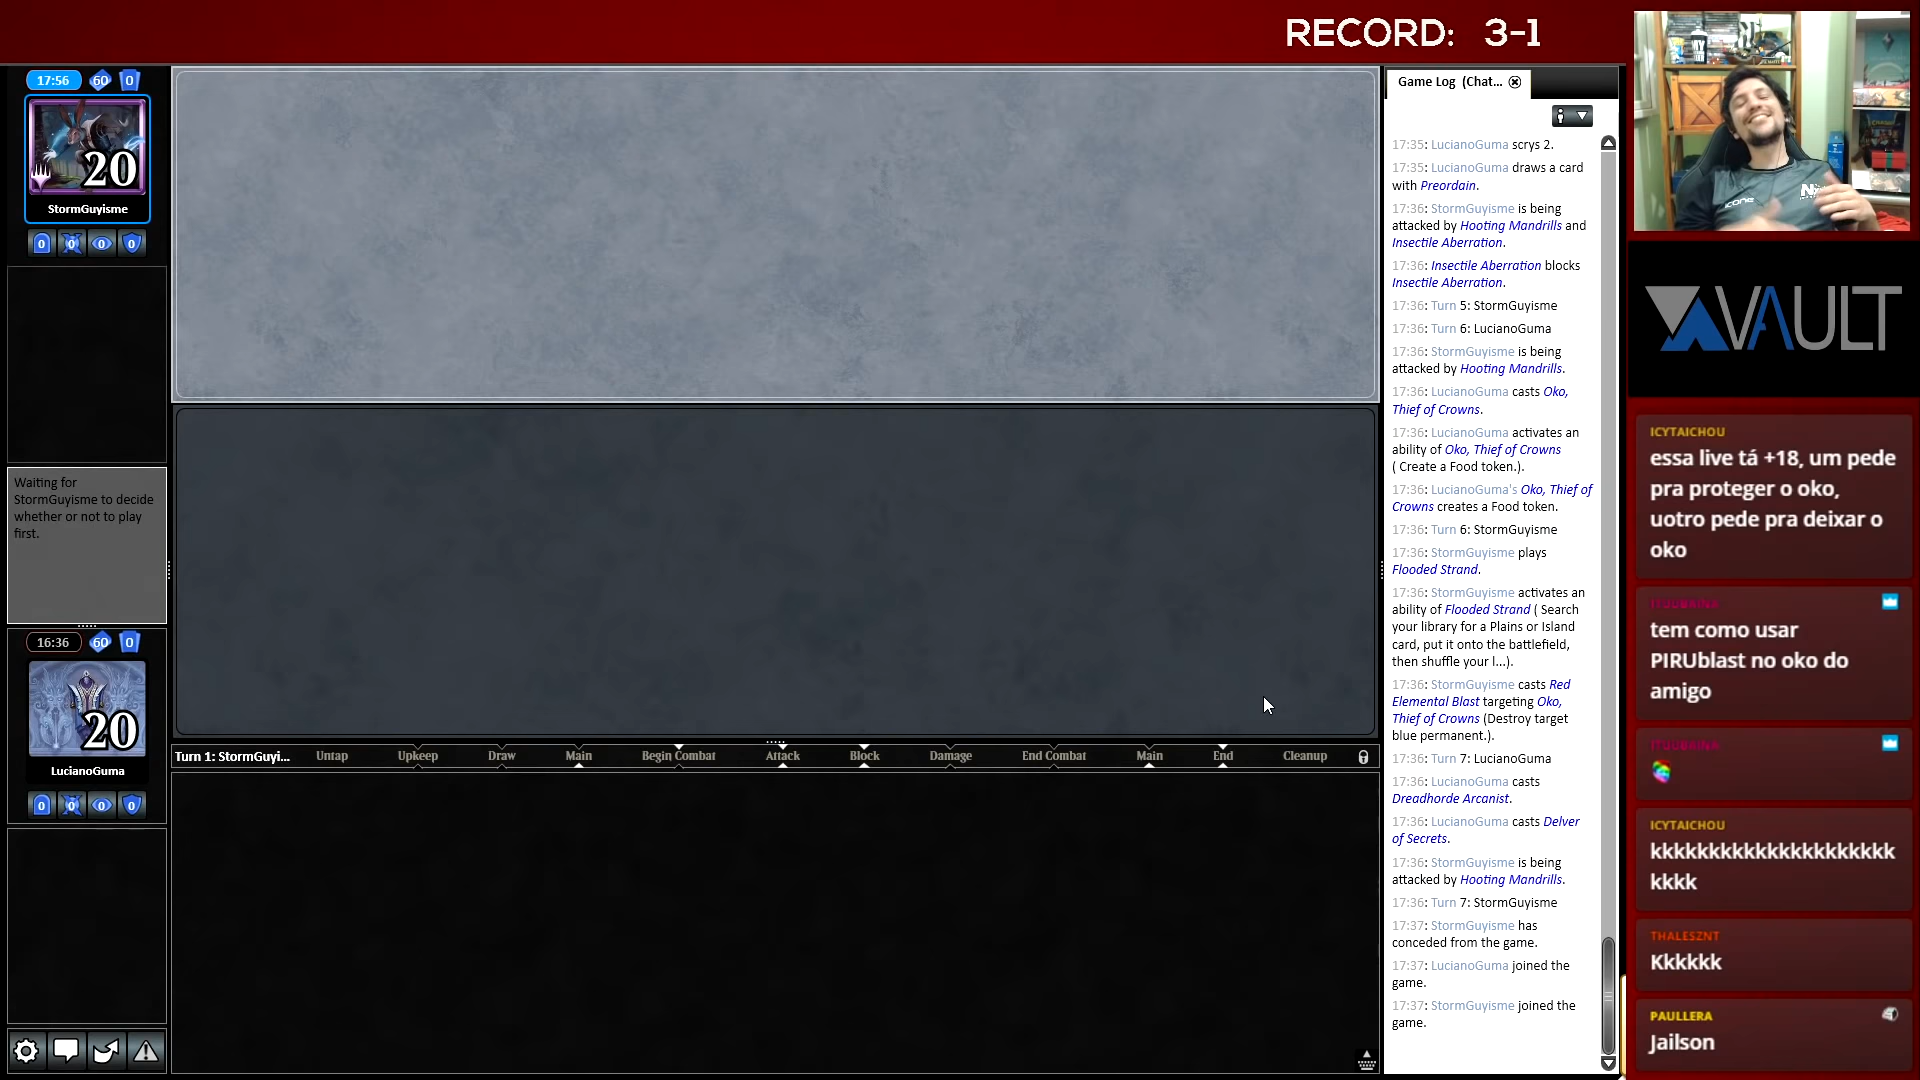 RECORD: 3-1
17:56 60 0
20
StormGuyisme
0 0 0 0
Waiting for
StormGuyisme to decide
whether or not to play
first.
16:36 60 0
20
LucianoGuma
0 0 0 0
Turn 1: StormGuyi... Untap Upkeep Draw Main Begin Combat Attack Block Damage End Combat Main End Cleanup
Game Log (Chat...
17:35: LucianoGuma scrys 2.
17:35: LucianoGuma draws a card
with Preordain.
17:36: StormGuyisme is being
attacked by Hooting Mandrills and
Insectile Aberration.
17:36: Insectile Aberration blocks
Insectile Aberration.
17:36: Turn 5: StormGuyisme
17:36: Turn 6: LucianoGuma
17:36: StormGuyisme is being
attacked by Hooting Mandrills.
17:36: LucianoGuma casts Oko,
Thief of Crowns.
17:36: LucianoGuma activates an
ability of Oko, Thief of Crowns
( Create a Food token.).
17:36: LucianoGuma's Oko, Thief of
Crowns creates a Food token.
17:36: Turn 6: StormGuyisme
17:36: StormGuyisme plays
Flooded Strand.
17:36: StormGuyisme activates an
ability of Flooded Strand ( Search
your library for a Plains or Island
card, put it onto the battlefield,
then shuffle your l...).
17:36: StormGuyisme casts Red
Elemental Blast targeting Oko,
Thief of Crowns (Destroy target
blue permanent.).
17:36: Turn 7: LucianoGuma
17:36: LucianoGuma casts
Dreadhorde Arcanist.
17:36: LucianoGuma casts Delver
of Secrets.
17:36: StormGuyisme is being
attacked by Hooting Mandrills.
17:36: Turn 7: StormGuyisme
17:37: StormGuyisme has
conceded from the game.
17:37: LucianoGuma joined the
game.
17:37: StormGuyisme joined the
game.
VAULT
ICYTAICHOU
essa live tá +18, um pede
pra proteger o oko,
uotro pede pra deixar o
oko
tem como usar
PIRUblast no oko do
amigo
ICYTAICHOU
kkkkkkkkkkkkkkkkkkkkk
kkkk
THALESZNT
Kkkkkk
PAULLERA
Jailson